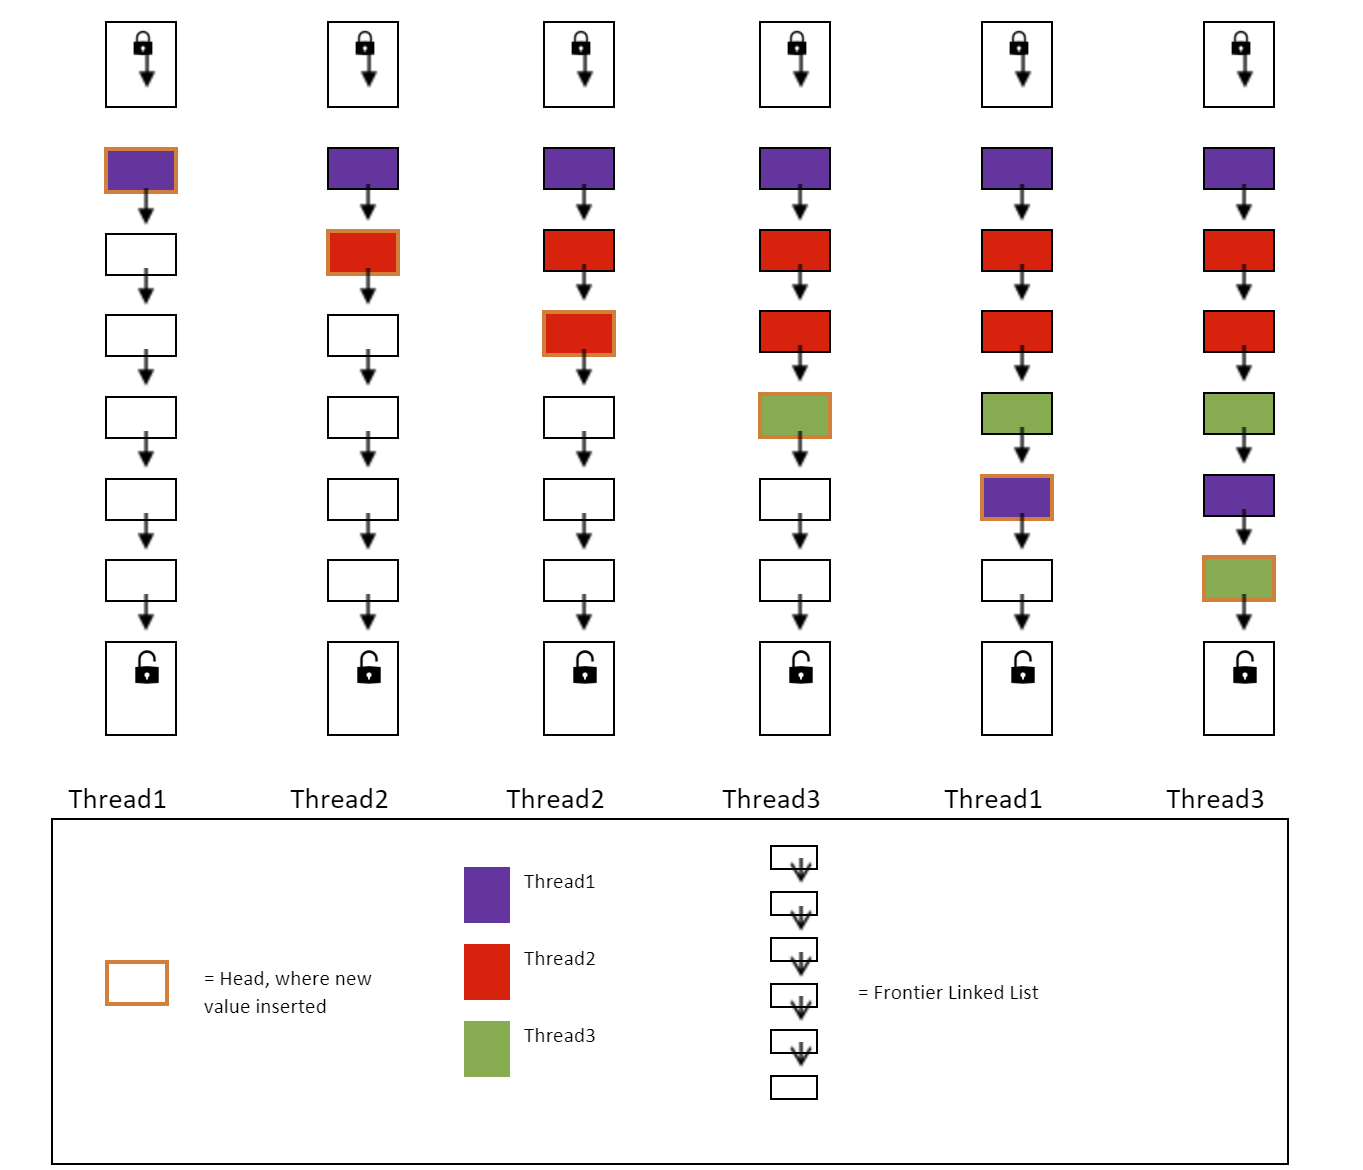 Thread1
Thread2
Thread2
Thread3
Thread1
Thread3
Thread1
Thread2
Thread3
= Head, where new
value inserted
= Frontier Linked List